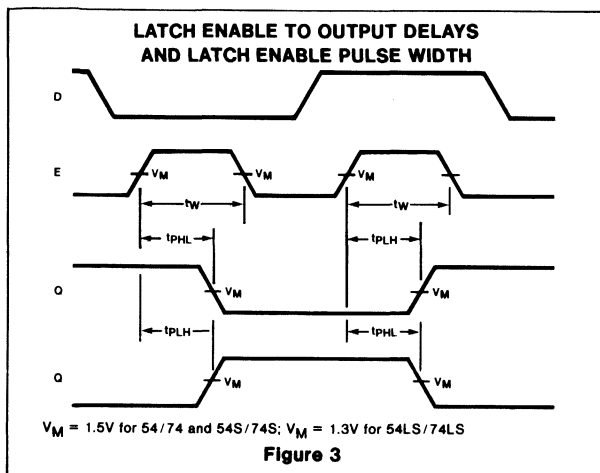 LATCH ENABLE TO OUTPUT DELAYS
AND LATCH ENABLE PULSE WIDTH
D
E
VM
VM
VM
tW
tW
tPHL
tPLH
Q
VM
VM
tPLH
tPHL
Q
VM
VM
VM = 1.5V for 54/74 and 54S/74S; VM = 1.3V for 54LS/74LS
Figure 3